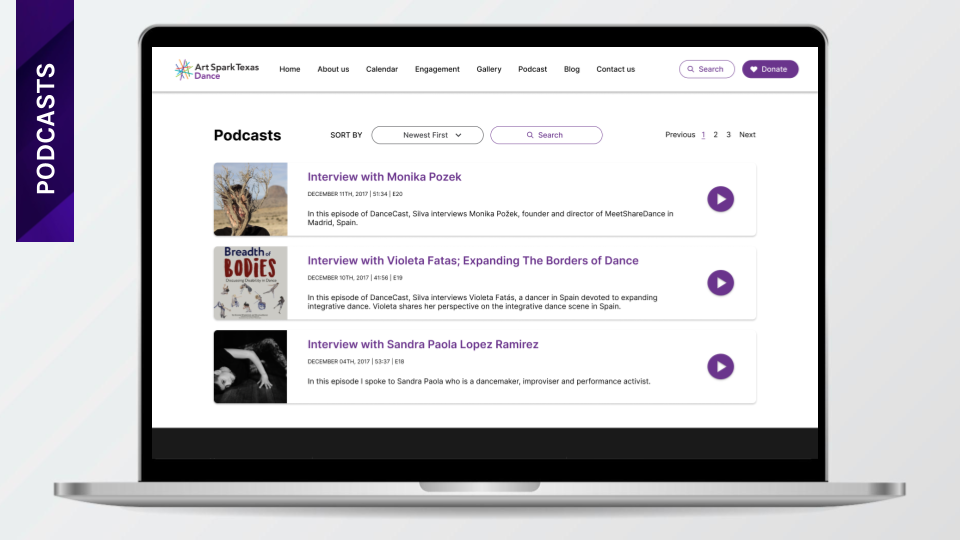 PODCASTS
Art Spark Texas
Dance
Home
About us
Calendar
Engagement
Gallery
Podcast
Blog
Contact us
Search
Donate
Podcasts
SORT BY
Newest First
Search
Previous 1 2 3 Next
Interview with Monika Pozek
DECEMBER 11TH, 2017 | 51:34 | E20
In this episode of DanceCast, Silva interviews Monika Požek, founder and director of MeetShareDance in
Madrid, Spain.
Breadth of
BODIES
Discovering Disability in Dance
Interview with Violeta Fatas; Expanding The Borders of Dance
DECEMBER 10TH, 2017 | 41:56 | E19
In this episode of DanceCast, Silva interviews Violeta Fatás, a dancer in Spain devoted to expanding
integrative dance. Violeta shares her perspective on the integrative dance scene in Spain.
Interview with Sandra Paola Lopez Ramirez
DECEMBER 04TH, 2017 | 53:37 | E18
In this episode I spoke to Sandra Paola who is a dancemaker, improviser and performance activist.